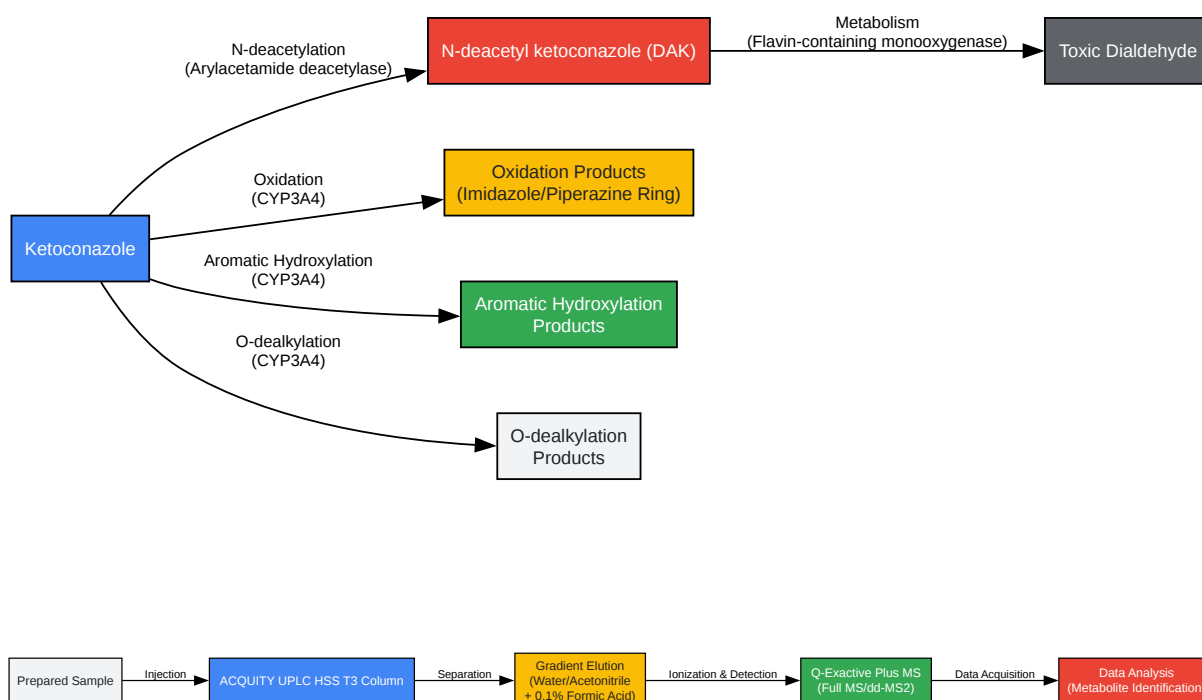 Metabolism
(Flavin-containing monooxygenase)
N-deacetylation
(Arylacetamide deacetylase)
N-deacetyl ketoconazole (DAK)
Toxic Dialdehyde
Oxidation
(CYP3A4)
Oxidation Products
(Imidazole/Piperazine Ring)
Ketoconazole
Aromatic Hydroxylation
(CYP3A4)
Aromatic Hydroxylation
Products
O-dealkylation
(CYP3A4)
O-dealkylation
Products
Prepared Sample
Injection
ACQUITY UPLC HSS T3 Column
Separation
Gradient Elution
(Water/Acetonitrile
+ 0.1% Formic Acid)
Ionization & Detection
Q-Exactive Plus MS
(Full MS/dd-MS2)
Data Acquisition
Data Analysis
(Metabolite Identification)